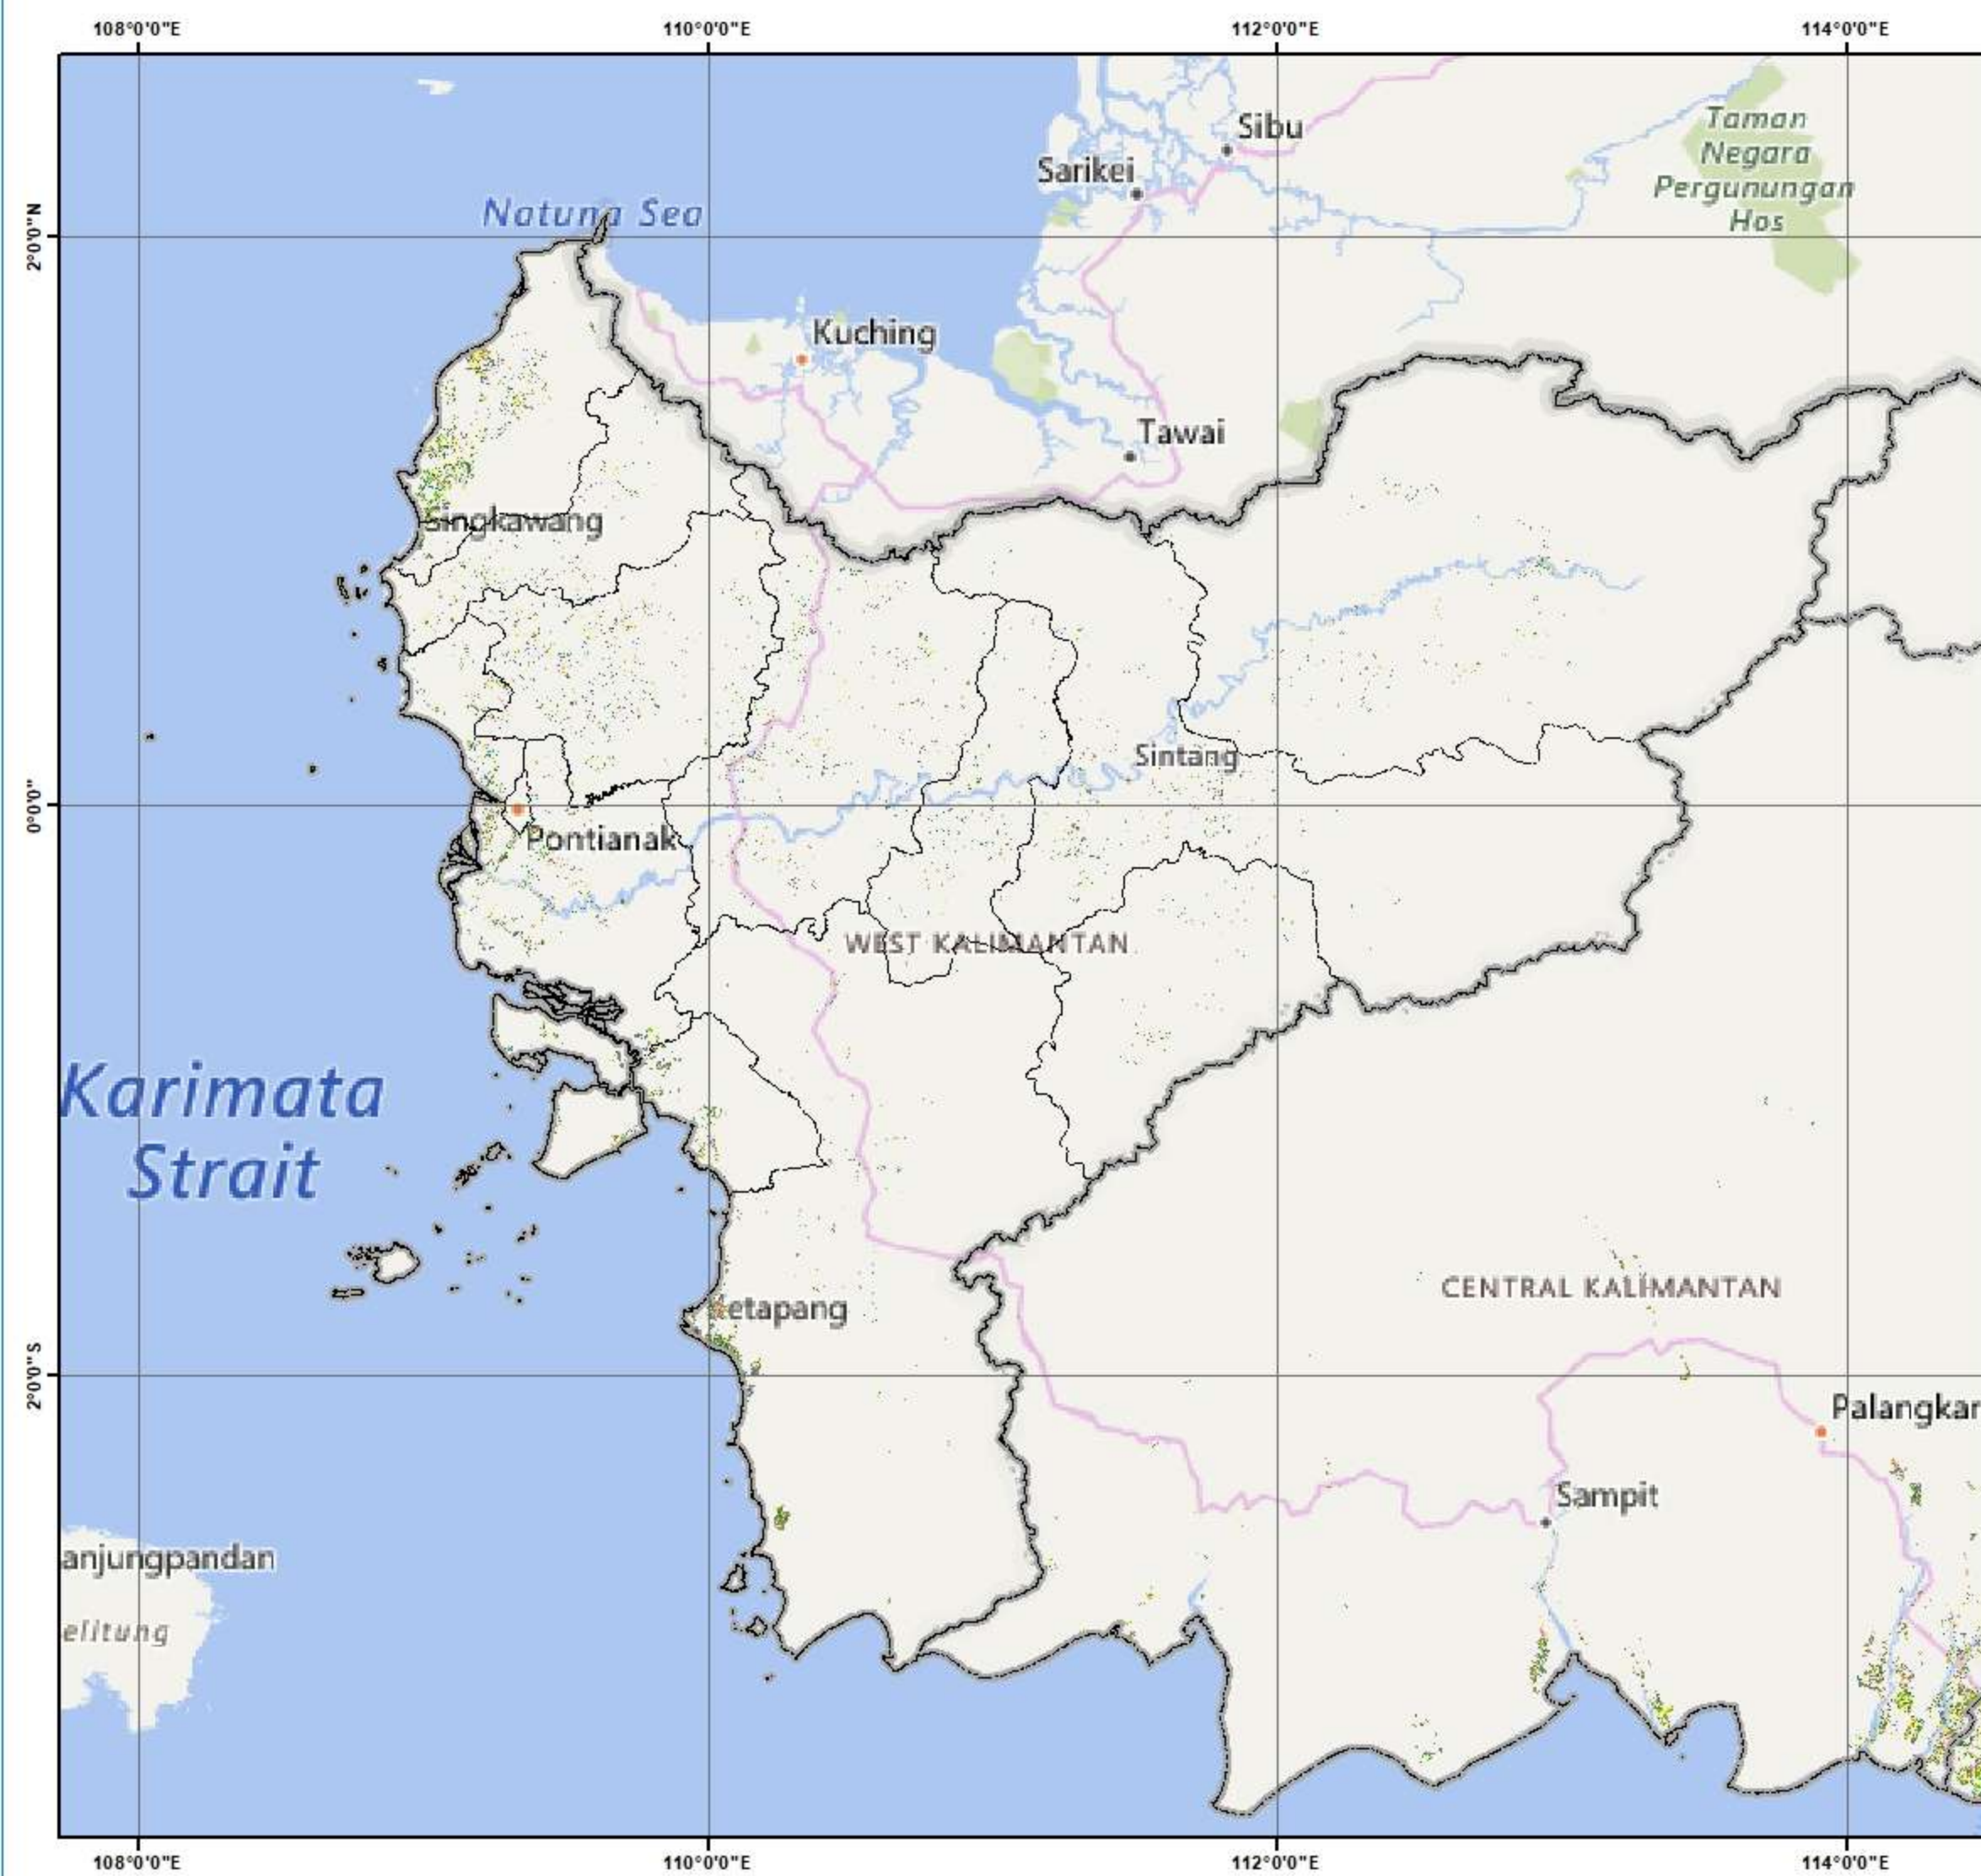 108°0'0"E
110°0'0"E
112°0'0"E
114°0'0"E
2°0'0"N
0°0'0"
2°0'0"S
Sibu
Sarikei
Taman
Negara
Pergunungan
Hos
Natuna Sea
Kuching
Tawai
Singkawang
Sintang
Pontianak
WEST KALIMANTAN
Karimata
Strait
CENTRAL KALIMANTAN
etapang
Palangkar
Sampit
anjungpandan
elitung
108°0'0"E
110°0'0"E
112°0'0"E
114°0'0"E